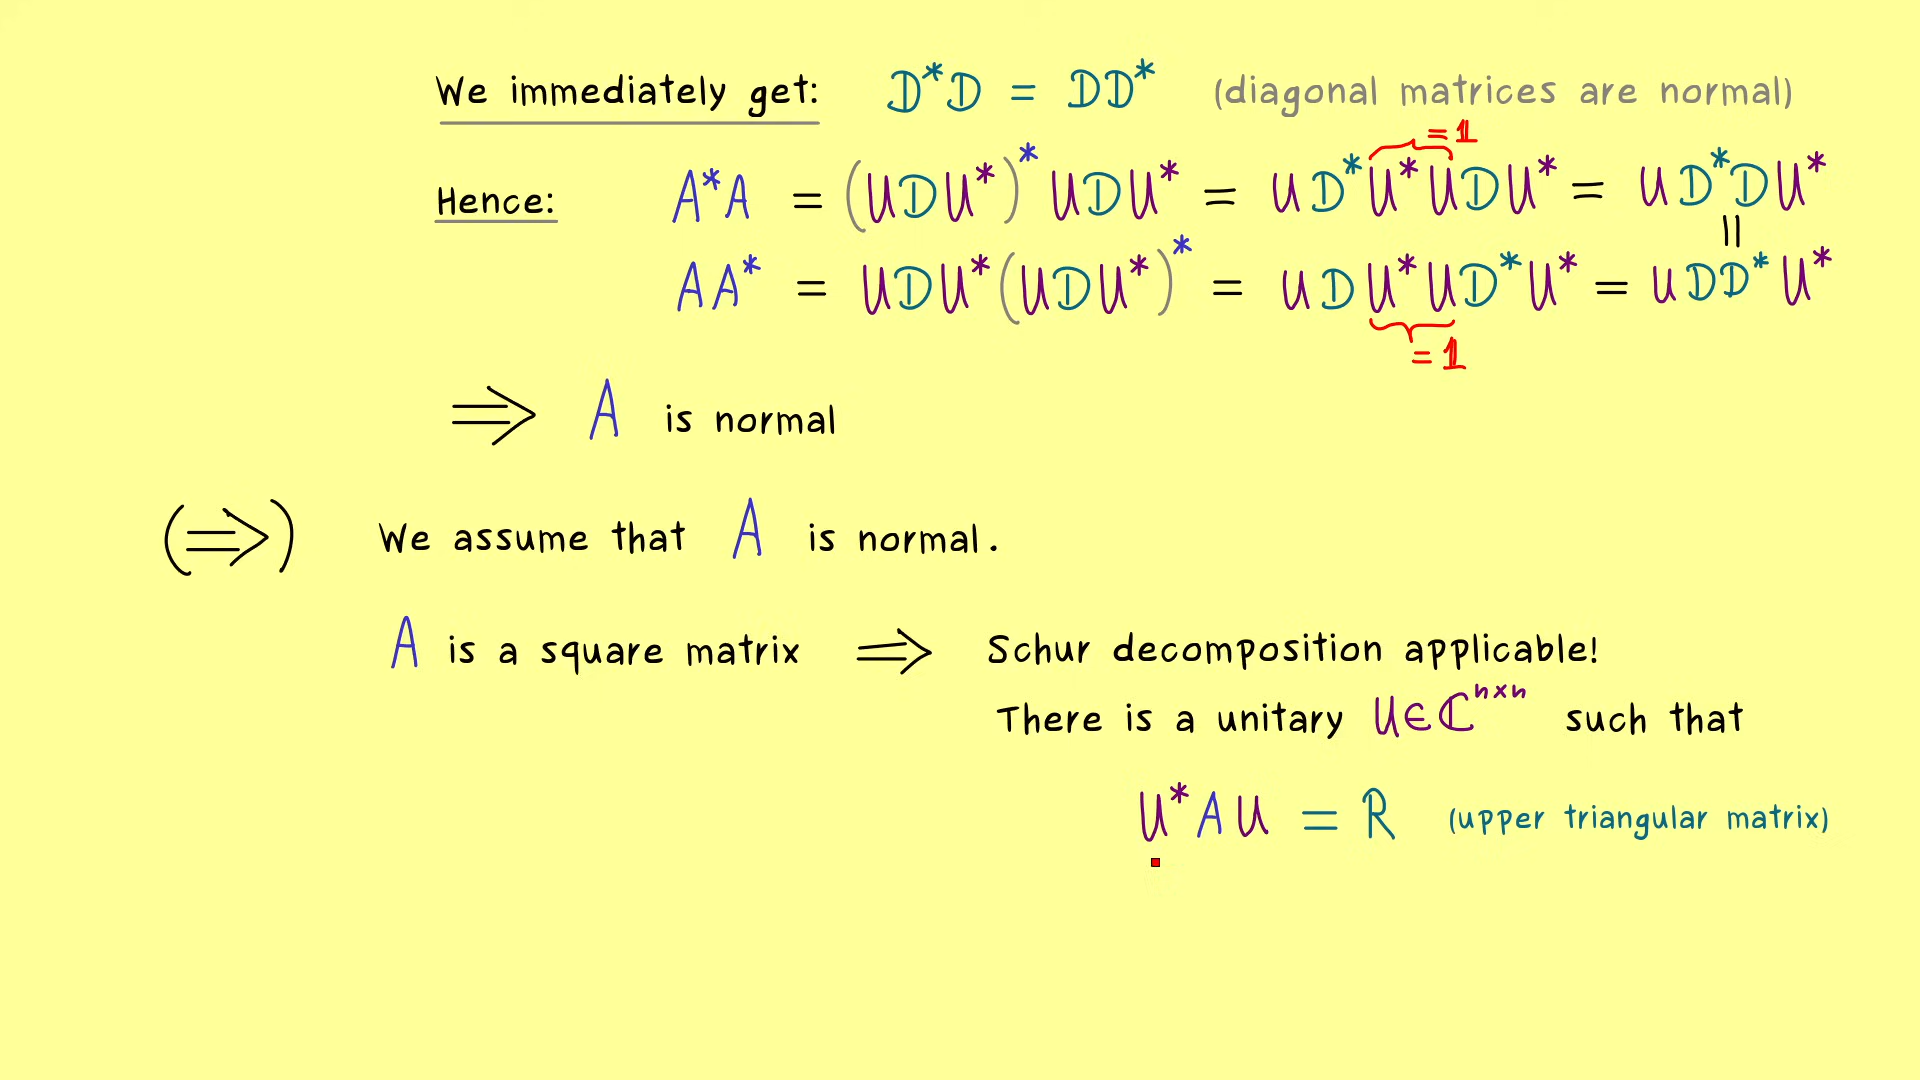 We immediately get: D*D = DD* (diagonal matrices are normal)
= 𝟙
Hence: A*A = (UDU*)* UDU* = UD*U*UDU* = UD*DU*
||
AA* = UDU*(UDU*)* = UDU*UD*U* = UDD*U*
= 𝟙
⟹ A is normal
(⟹) We assume that A is normal.
A is a square matrix ⟹ Schur decomposition applicable!
There is a unitary U∈ℂⁿˣⁿ such that
U*AU = R (upper triangular matrix)